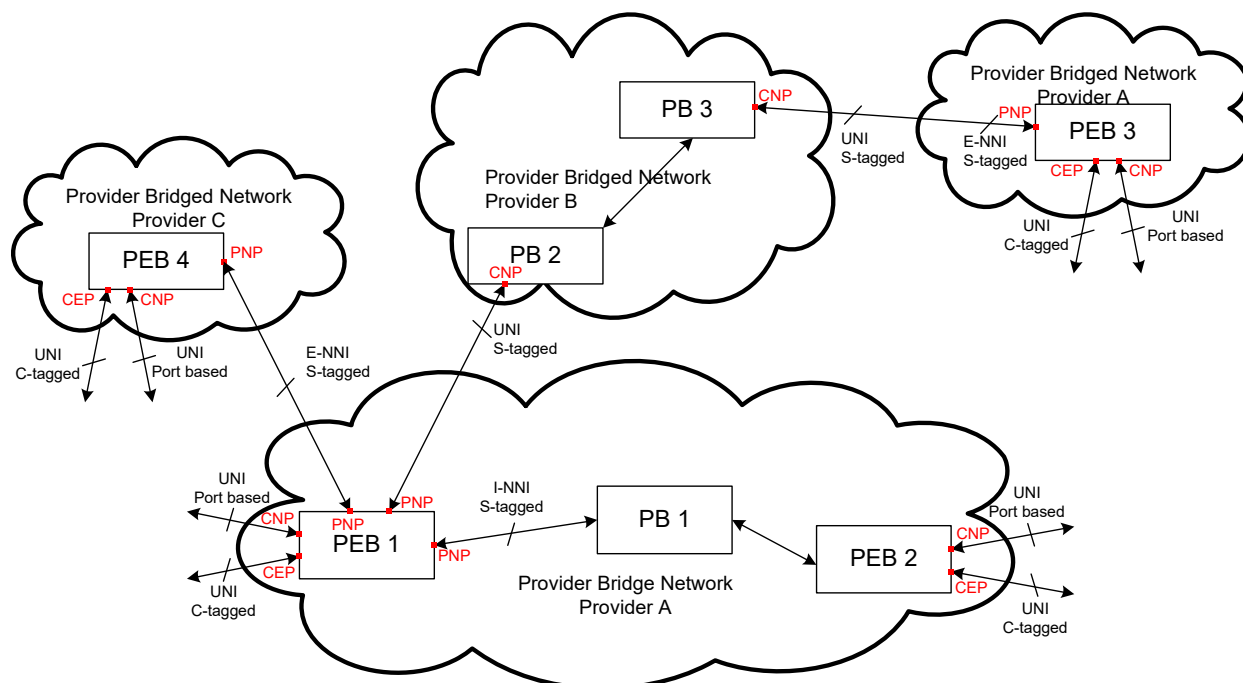 Provider Bridged Network
Provider A
PB 3
CNP
PNP
PEB 3
UNI
S-tagged
E-NNI
S-tagged
CEP
CNP
UNI
C-tagged
UNI
Port based
Provider Bridged Network
Provider B
PB 2
CNP
UNI
S-tagged
Provider Bridged Network
Provider C
PEB 4
PNP
CEP
CNP
UNI
C-tagged
UNI
Port based
E-NNI
S-tagged
UNI
Port based
CNP
PNP
PNP
PEB 1
PNP
CEP
UNI
C-tagged
I-NNI
S-tagged
PB 1
Provider Bridge Network
Provider A
PEB 2
CNP
CEP
UNI
Port based
UNI
C-tagged